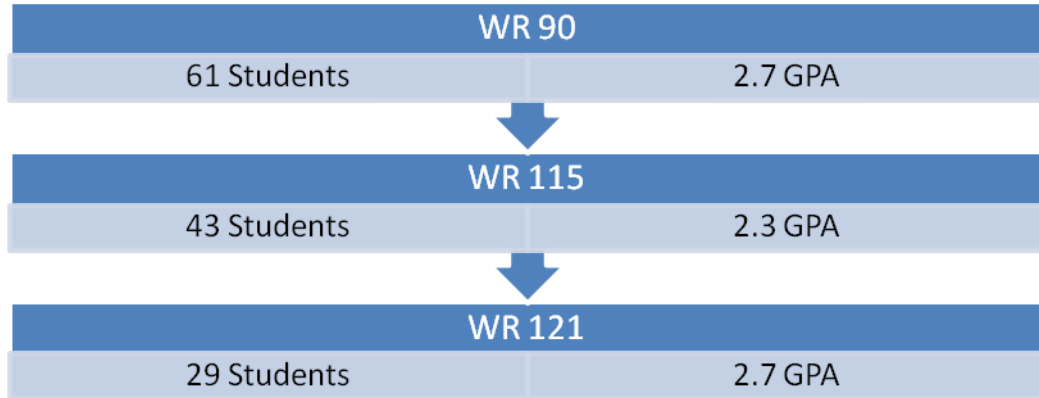 WR 90
61 Students 2.7 GPA
WR 115
43 Students 2.3 GPA
WR 121
29 Students 2.7 GPA